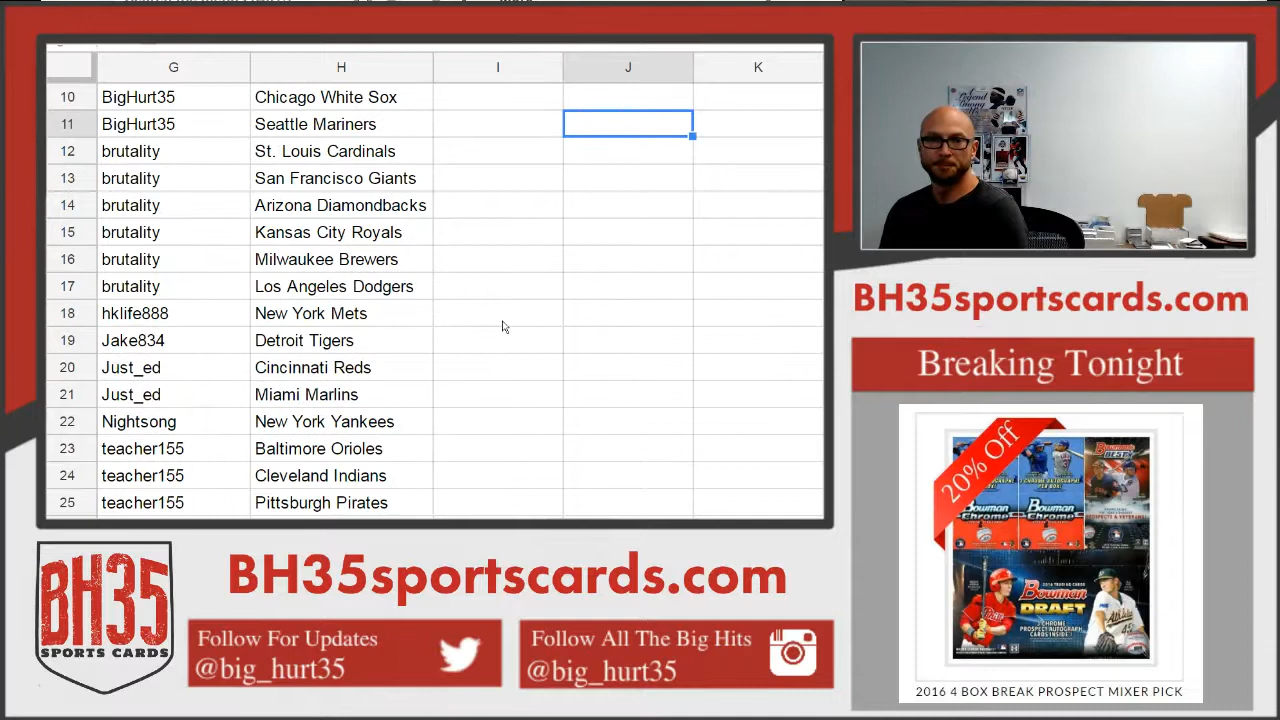 G H I J K
10 BigHurt35 Chicago White Sox
11 BigHurt35 Seattle Mariners
12 brutality St. Louis Cardinals
13 brutality San Francisco Giants
14 brutality Arizona Diamondbacks
15 brutality Kansas City Royals
16 brutality Milwaukee Brewers
17 brutality Los Angeles Dodgers
18 hklife888 New York Mets
19 Jake834 Detroit Tigers
20 Just_ed Cincinnati Reds
21 Just_ed Miami Marlins
22 Nightsong New York Yankees
23 teacher155 Baltimore Orioles
24 teacher155 Cleveland Indians
25 teacher155 Pittsburgh Pirates
BH35sportscards.com
Breaking Tonight
20% Off
Bowman Chrome
Bowman Chrome
Bowman's BEST
Bowman
DRAFT
2016 4 BOX BREAK PROSPECT MIXER PICK
BH35
SPORTS CARDS
BH35sportscards.com
Follow For Updates
@big_hurt35
Follow All The Big Hits
@big_hurt35